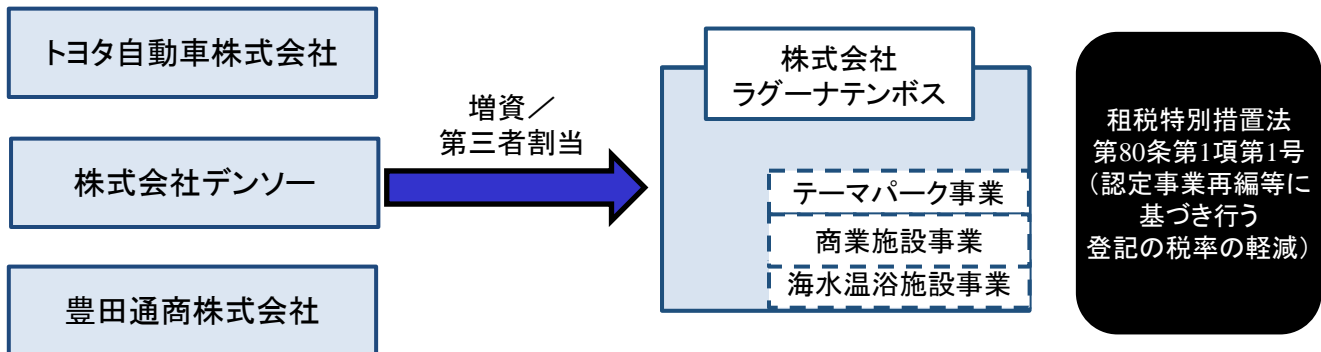 トヨタ自動車株式会社
株式会社デンソー
豊田通商株式会社
増資／
第三者割当
株式会社
ラグーナテンボス
テーマパーク事業
商業施設事業
海水温浴施設事業
租税特別措置法
第80条第1項第1号
（認定事業再編等に
基づき行う
登記の税率の軽減）